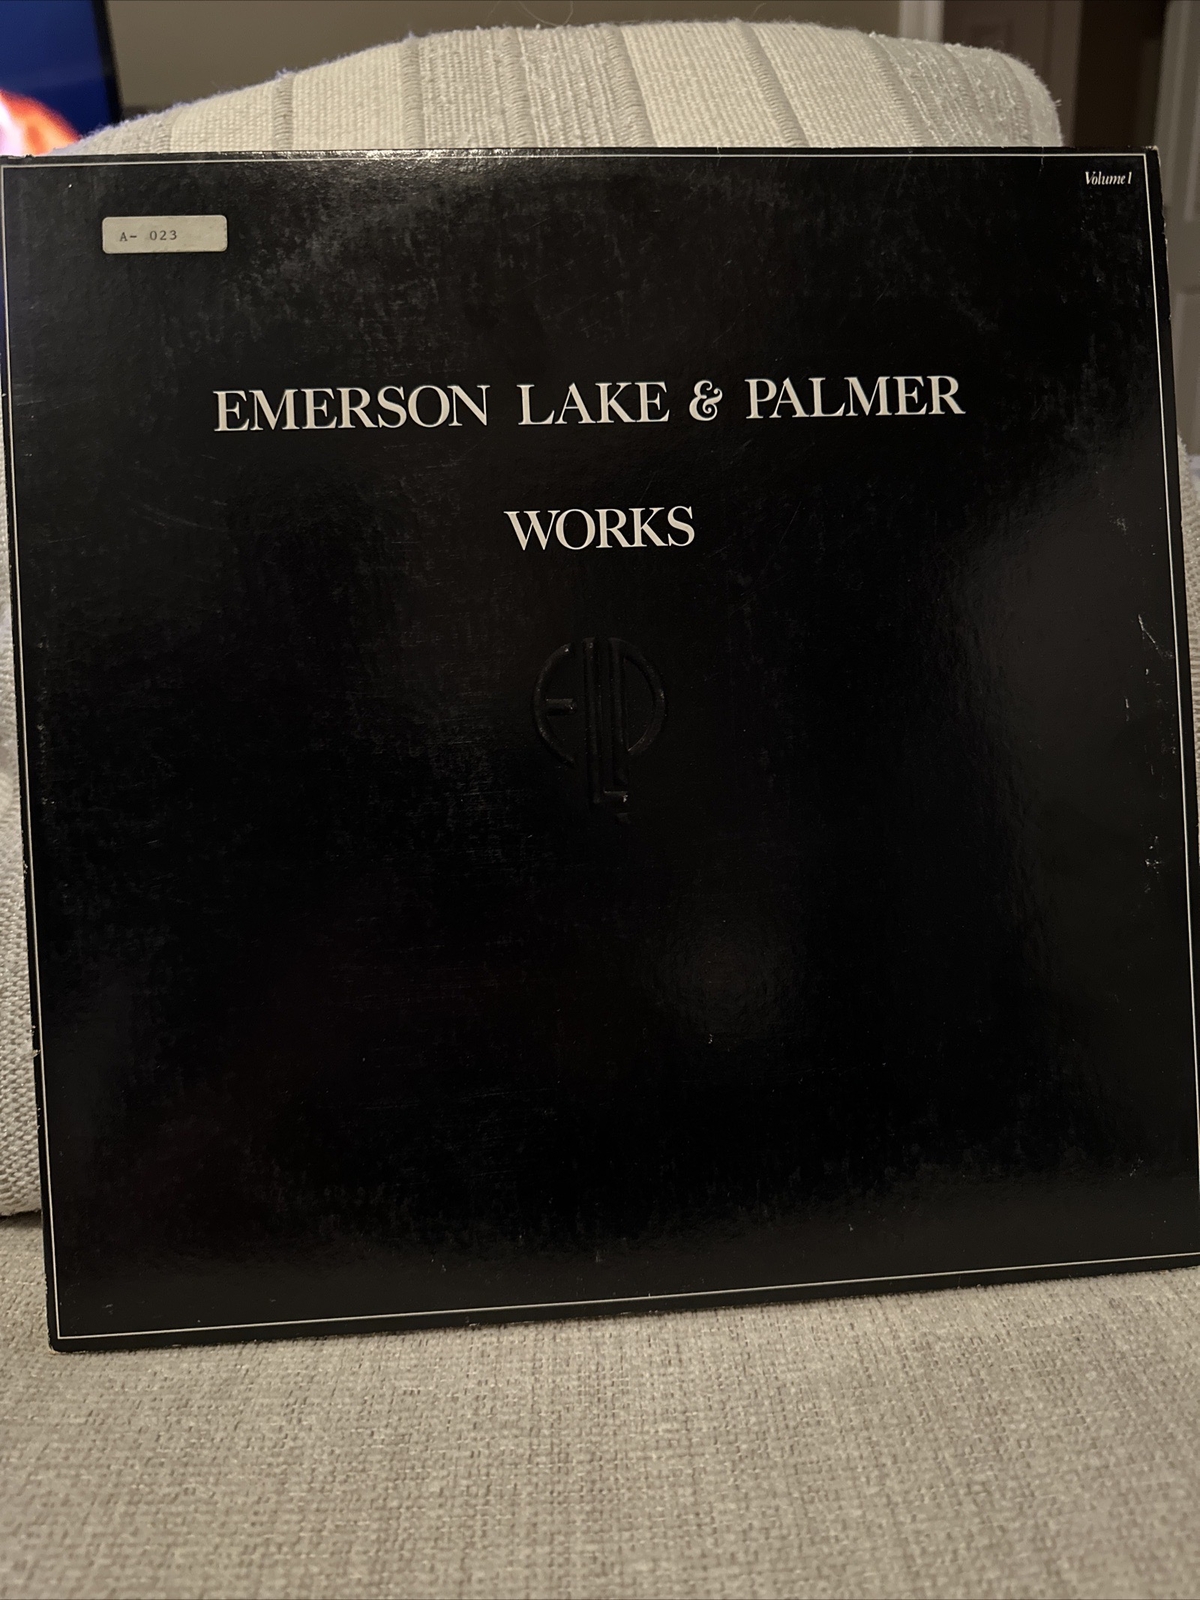 Volume 1
A- 023
EMERSON LAKE & PALMER
WORKS
ELP